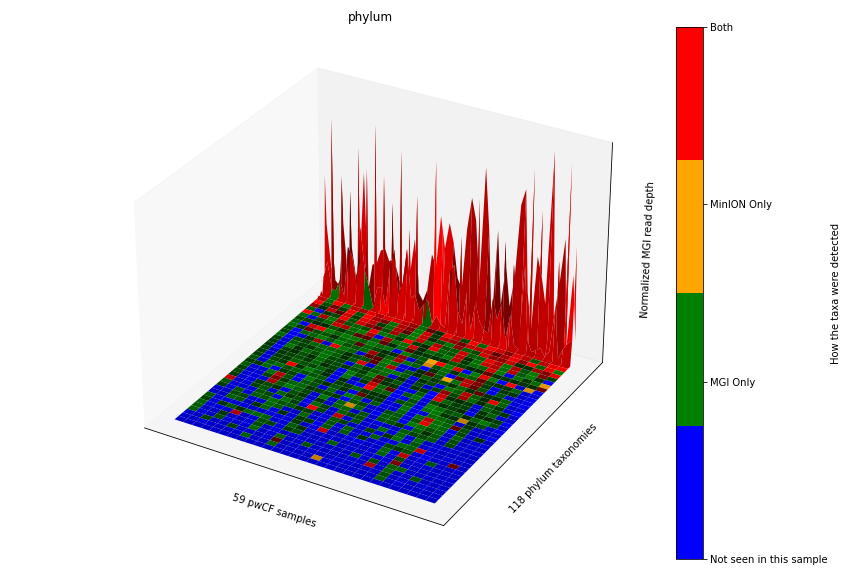 phylum
Both
MinION Only
MGI Only
Not seen in this sample
How the taxa were detected
Normalized MGI read depth
118 phylum taxonomies
59 pwCF samples